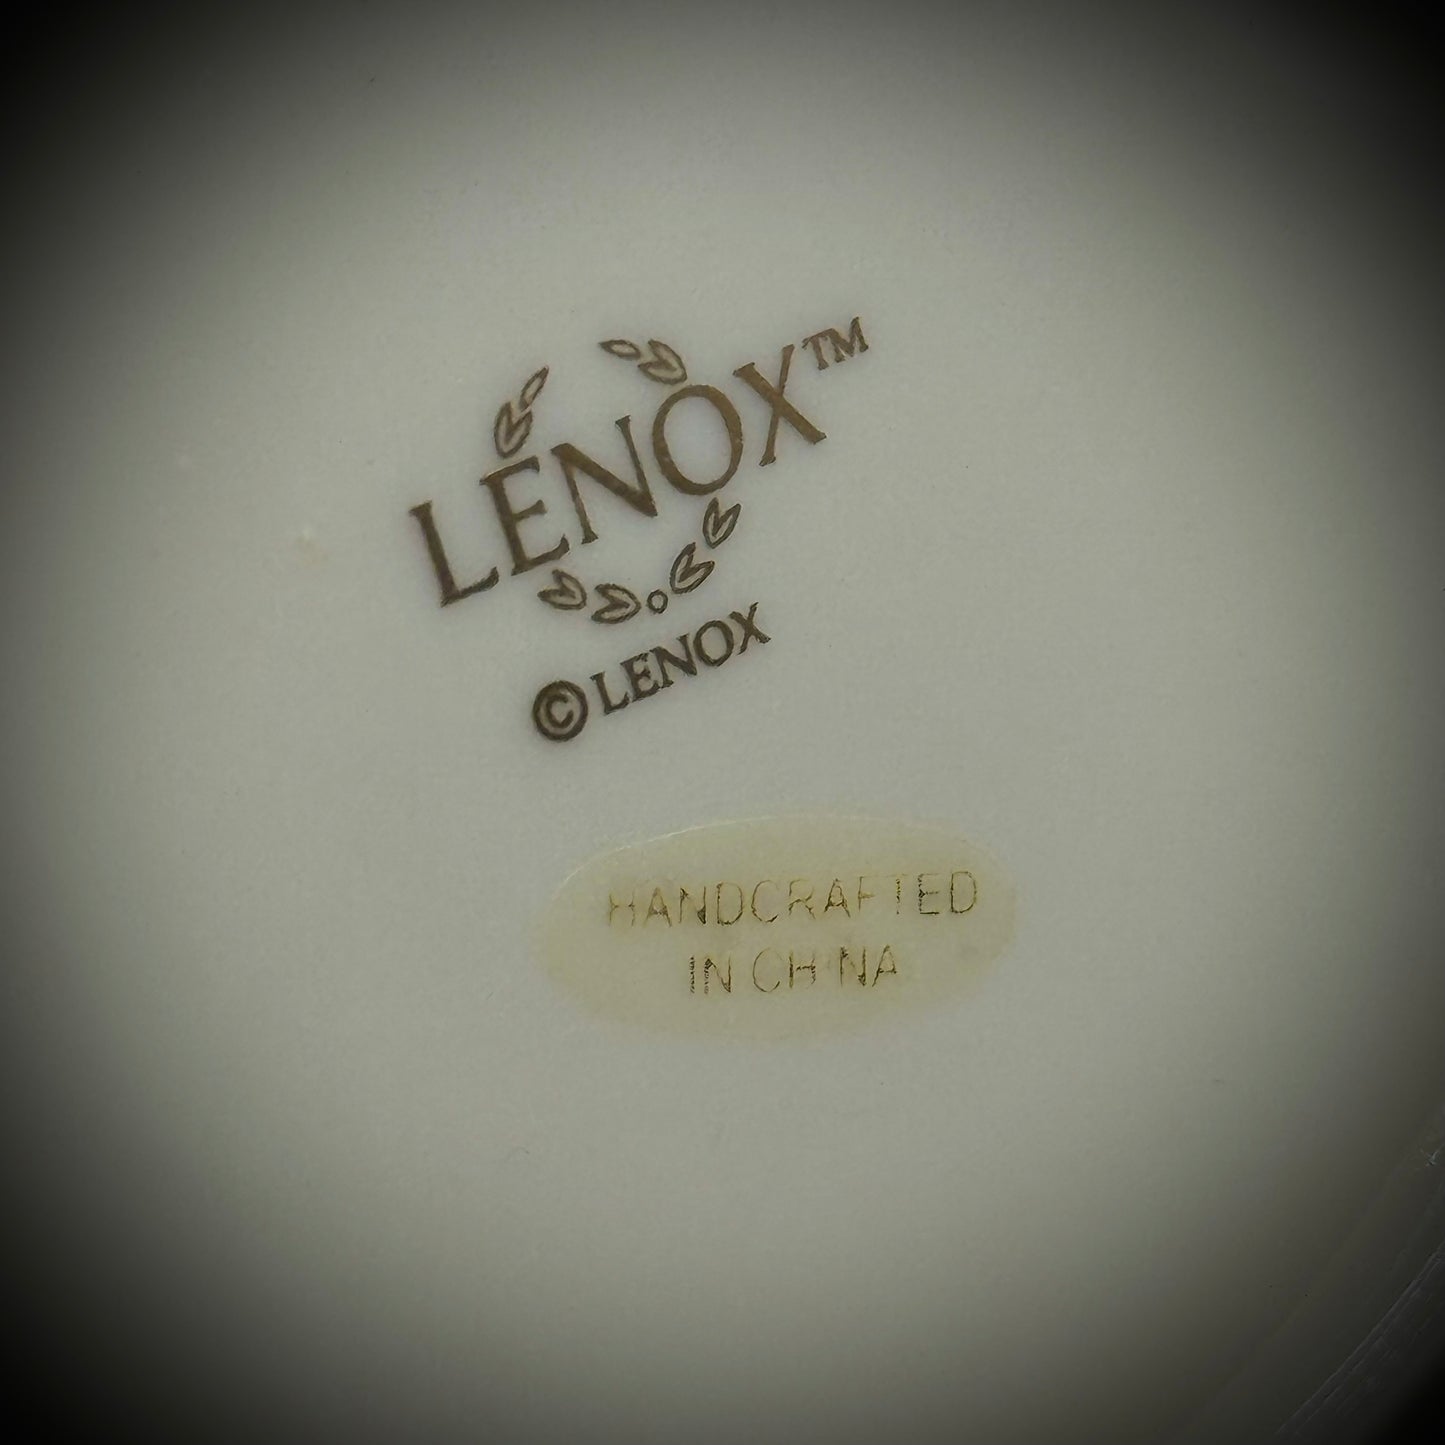 LENOX™
©LENOX
HANDCRAFTED
IN CHINA